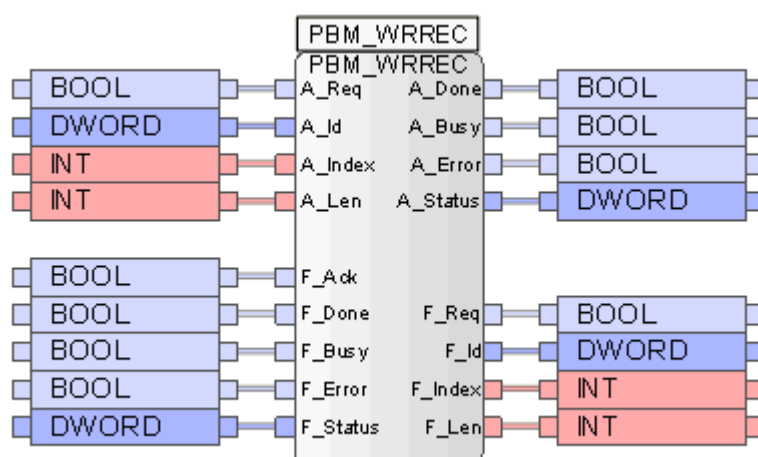 PBM_WRREC
PBM_WRREC
BOOL A_Req A_Done BOOL
DWORD A_Id A_Busy BOOL
INT A_Index A_Error BOOL
INT A_Len A_Status DWORD
BOOL F_Ack
BOOL F_Done F_Req BOOL
BOOL F_Busy F_Id DWORD
BOOL F_Error F_Index INT
DWORD F_Status F_Len INT